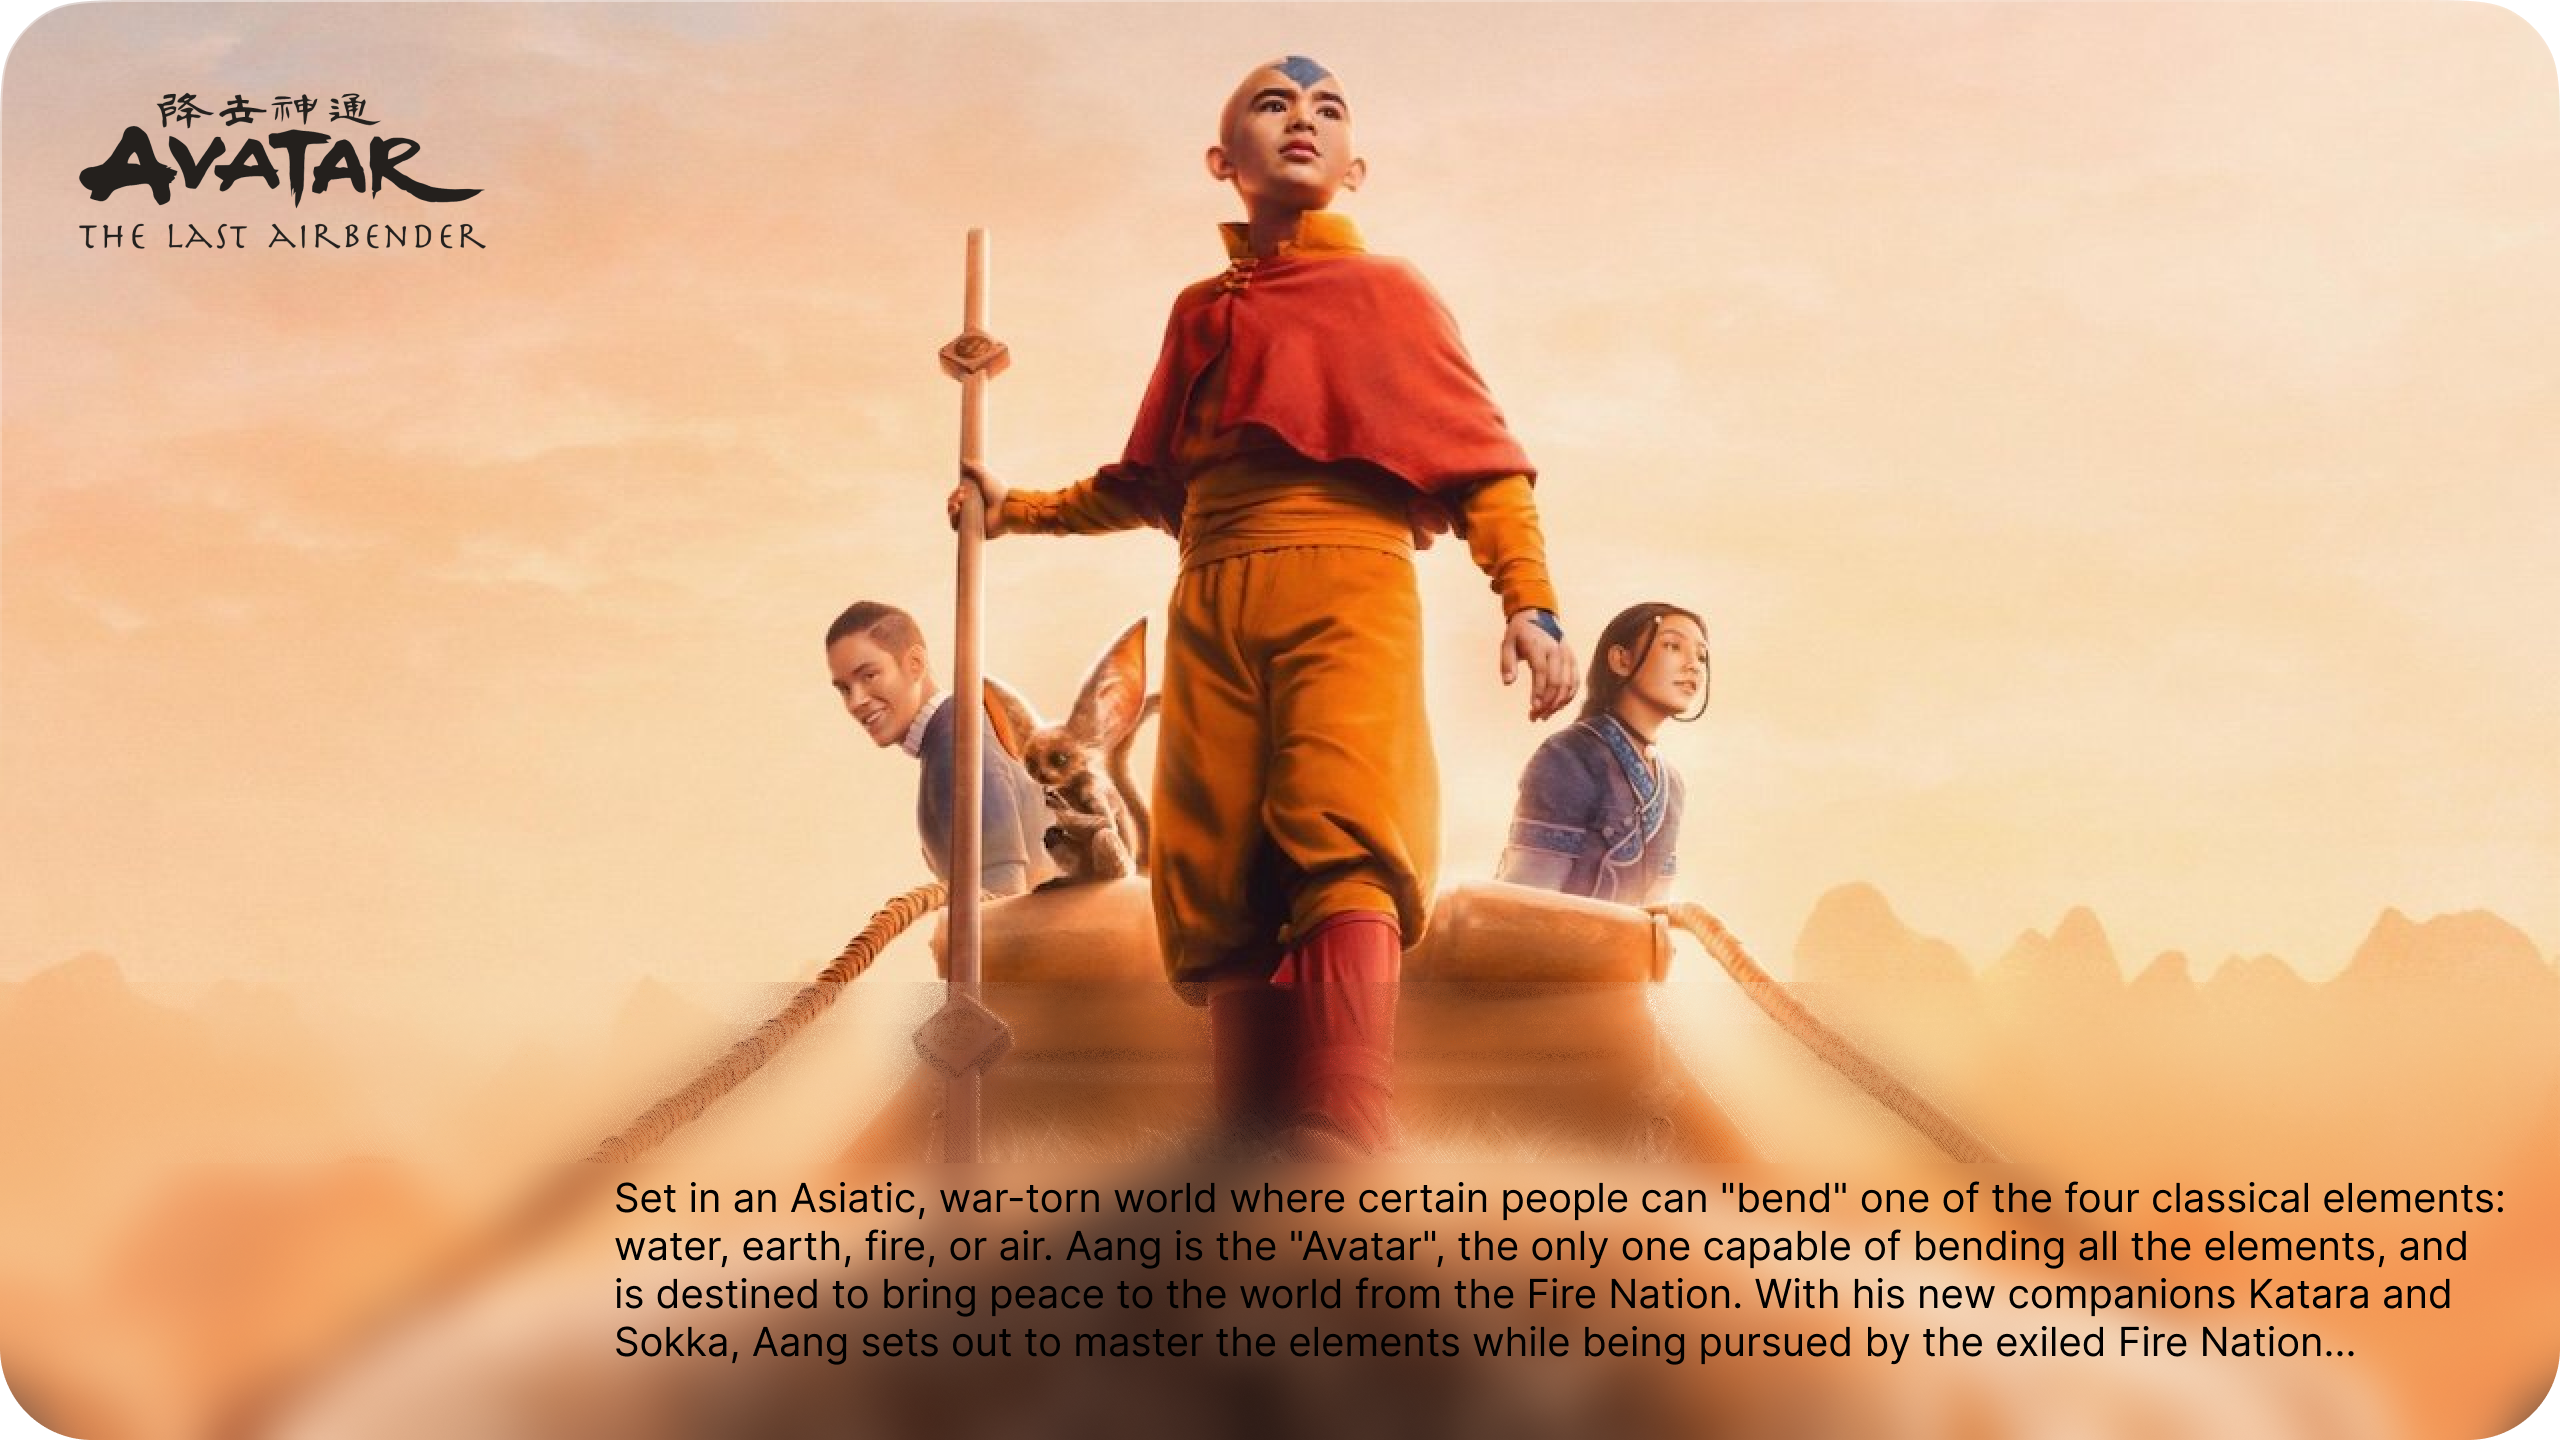 降世神通
AVATAR
THE LAST AIRBENDER
Set in an Asiatic, war-torn world where certain people can "bend" one of the four classical elements:
water, earth, fire, or air. Aang is the "Avatar", the only one capable of bending all the elements, and
is destined to bring peace to the world from the Fire Nation. With his new companions Katara and
Sokka, Aang sets out to master the elements while being pursued by the exiled Fire Nation...